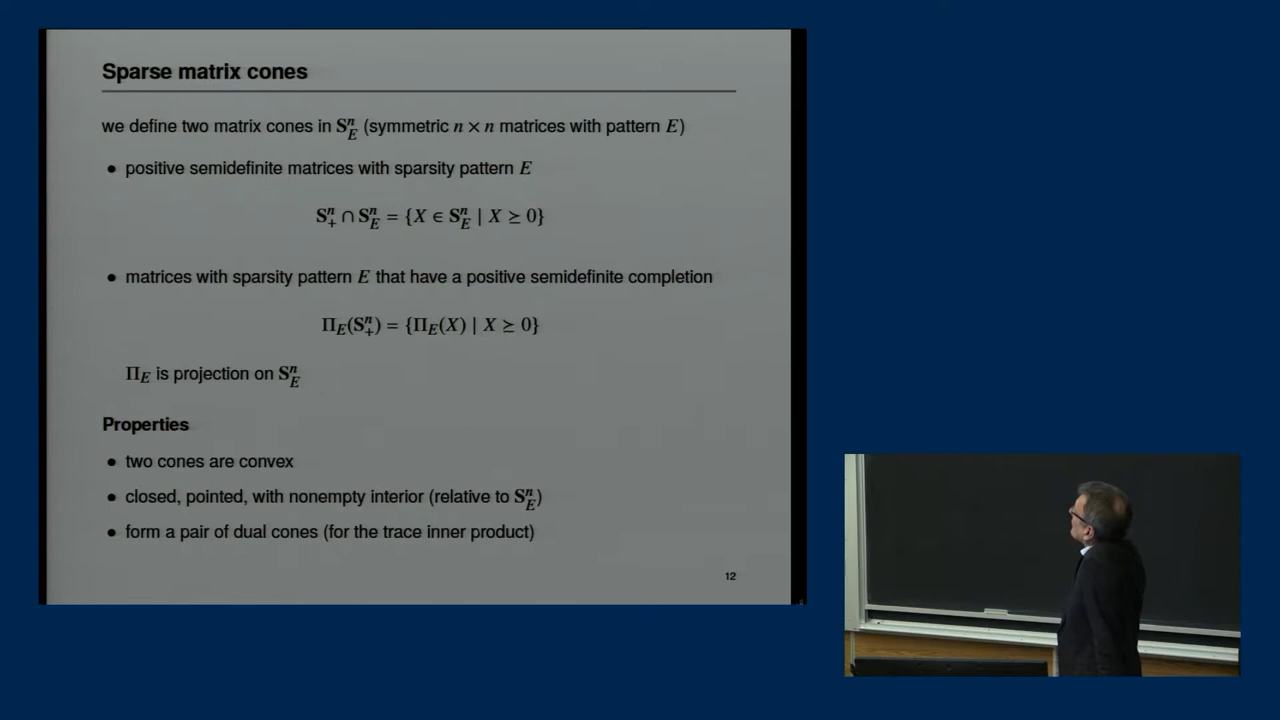 Sparse matrix cones
we define two matrix cones in S^n_E (symmetric n × n matrices with pattern E)
• positive semidefinite matrices with sparsity pattern E
S^n_+ ∩ S^n_E = {X ∈ S^n_E | X ⪰ 0}
• matrices with sparsity pattern E that have a positive semidefinite completion
Π_E(S^n_+) = {Π_E(X) | X ⪰ 0}
Π_E is projection on S^n_E
Properties
• two cones are convex
• closed, pointed, with nonempty interior (relative to S^n_E)
• form a pair of dual cones (for the trace inner product)
12